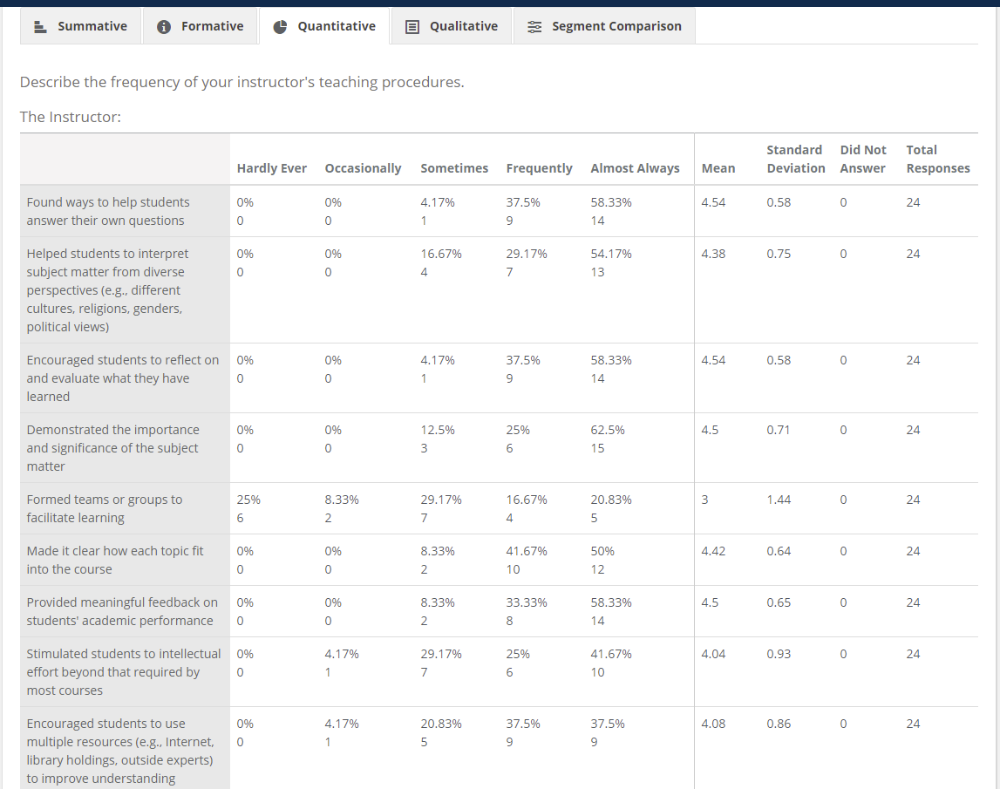 Summative Formative Quantitative Qualitative Segment Comparison
Describe the frequency of your instructor's teaching procedures.
The Instructor:
Standard Did Not Total
Hardly Ever Occasionally Sometimes Frequently Almost Always Mean Deviation Answer Responses
Found ways to help students 0% 0% 4.17% 37.5% 58.33% 4.54 0.58 0 24
answer their own questions 0 0 1 9 14
Helped students to interpret 0% 0% 16.67% 29.17% 54.17% 4.38 0.75 0 24
subject matter from diverse 0 0 4 7 13
perspectives (e.g., different
cultures, religions, genders,
political views)
Encouraged students to reflect on 0% 0% 4.17% 37.5% 58.33% 4.54 0.58 0 24
and evaluate what they have 0 0 1 9 14
learned
Demonstrated the importance 0% 0% 12.5% 25% 62.5% 4.5 0.71 0 24
and significance of the subject 0 0 3 6 15
matter
Formed teams or groups to 25% 8.33% 29.17% 16.67% 20.83% 3 1.44 0 24
facilitate learning 6 2 7 4 5
Made it clear how each topic fit 0% 0% 8.33% 41.67% 50% 4.42 0.64 0 24
into the course 0 0 2 10 12
Provided meaningful feedback on 0% 0% 8.33% 33.33% 58.33% 4.5 0.65 0 24
students' academic performance 0 0 2 8 14
Stimulated students to intellectual 0% 4.17% 29.17% 25% 41.67% 4.04 0.93 0 24
effort beyond that required by 0 1 7 6 10
most courses
Encouraged students to use 0% 4.17% 20.83% 37.5% 37.5% 4.08 0.86 0 24
multiple resources (e.g., Internet, 0 1 5 9 9
library holdings, outside experts)
to improve understanding